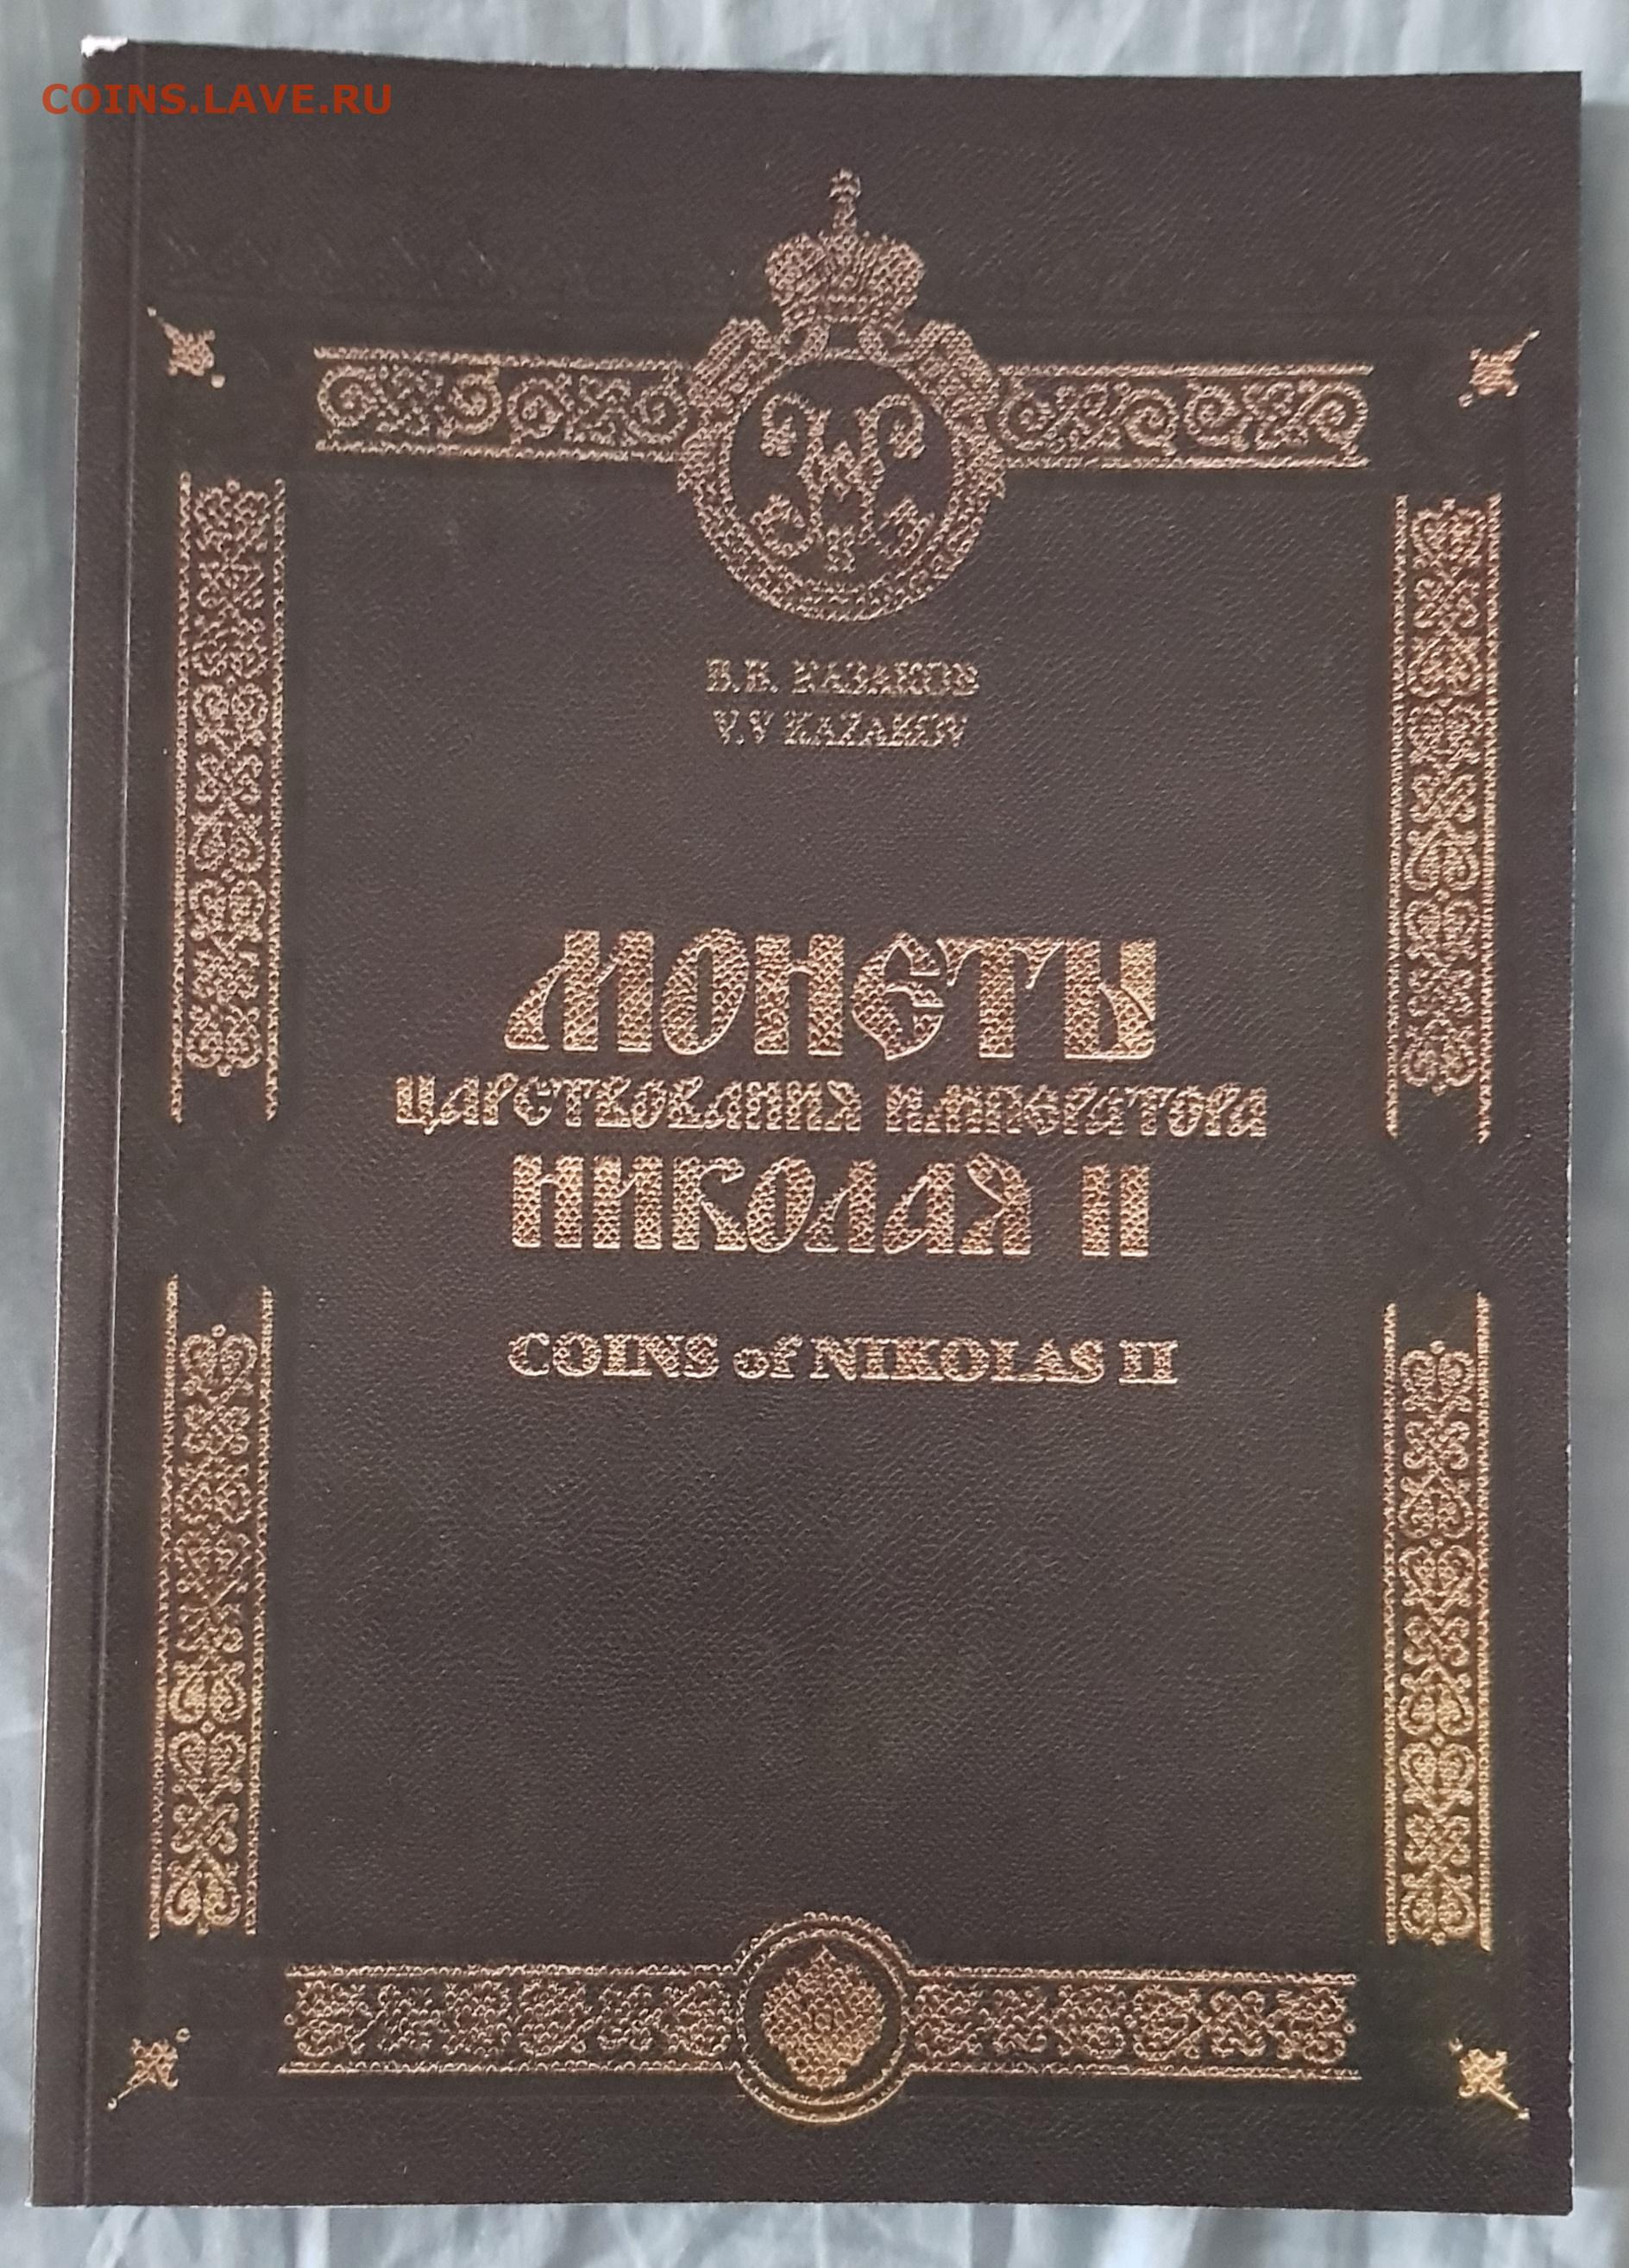 COINS.LAVE.RU
В.В. КАЗАКОВ
V.V KAZAKOV
МОНЕТЫ
ЦАРСТВОВАНИЯ ИМПЕРАТОРА
НИКОЛАЯ II
COINS of NIKOLAS II